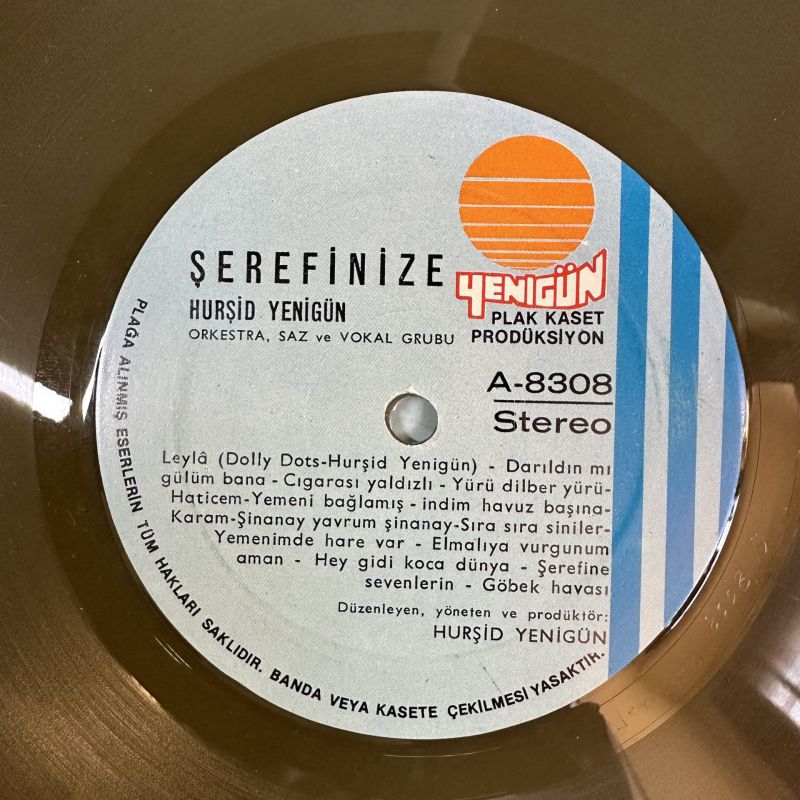 ŞEREFİNİZE
HURŞİD YENİGÜN
ORKESTRA, SAZ ve VOKAL GRUBU
YENIGÜN
PLAK KASET
PRODÜKSİYON
A-8308
Stereo
Leylâ (Dolly Dots-Hurşid Yenigün) - Darıldın mı
gülüm bana - Cıgarası yaldızlı - Yürü dilber yürü-
Haticem-Yemeni bağlamış - indim havuz başına-
Karam-Şinanay yavrum şinanay-Sıra sıra siniler-
Yemenimde hare var - Elmalıya vurgunum
aman - Hey gidi koca dünya - Şerefine
sevenlerin - Göbek havası
Düzenleyen, yöneten ve prodüktör:
HURŞİD YENİGÜN
PLAĞA ALINMIŞ ESERLERİN TÜM HAKLARI SAKLIDIR. BANDA VEYA KASETE ÇEKİLMESİ YASAKTIR.